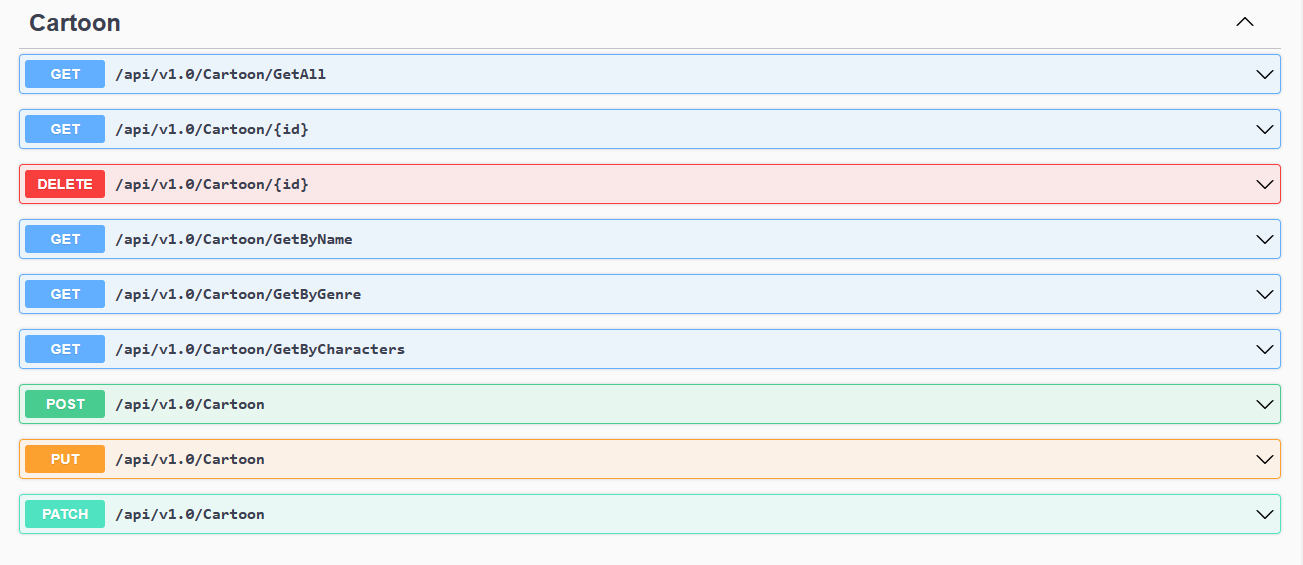 Cartoon
GET /api/v1.0/Cartoon/GetAll
GET /api/v1.0/Cartoon/{id}
DELETE /api/v1.0/Cartoon/{id}
GET /api/v1.0/Cartoon/GetByName
GET /api/v1.0/Cartoon/GetByGenre
GET /api/v1.0/Cartoon/GetByCharacters
POST /api/v1.0/Cartoon
PUT /api/v1.0/Cartoon
PATCH /api/v1.0/Cartoon